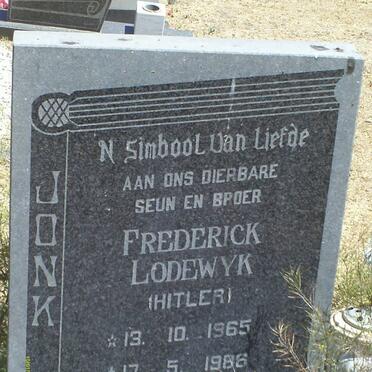 JONK
'N Simbool Van Liefde
AAN ONS DIERBARE
SEUN EN BROER
FREDERICK
LODEWYK
(HITLER)
☆ 13. 10. 1965
17. 5. 1986